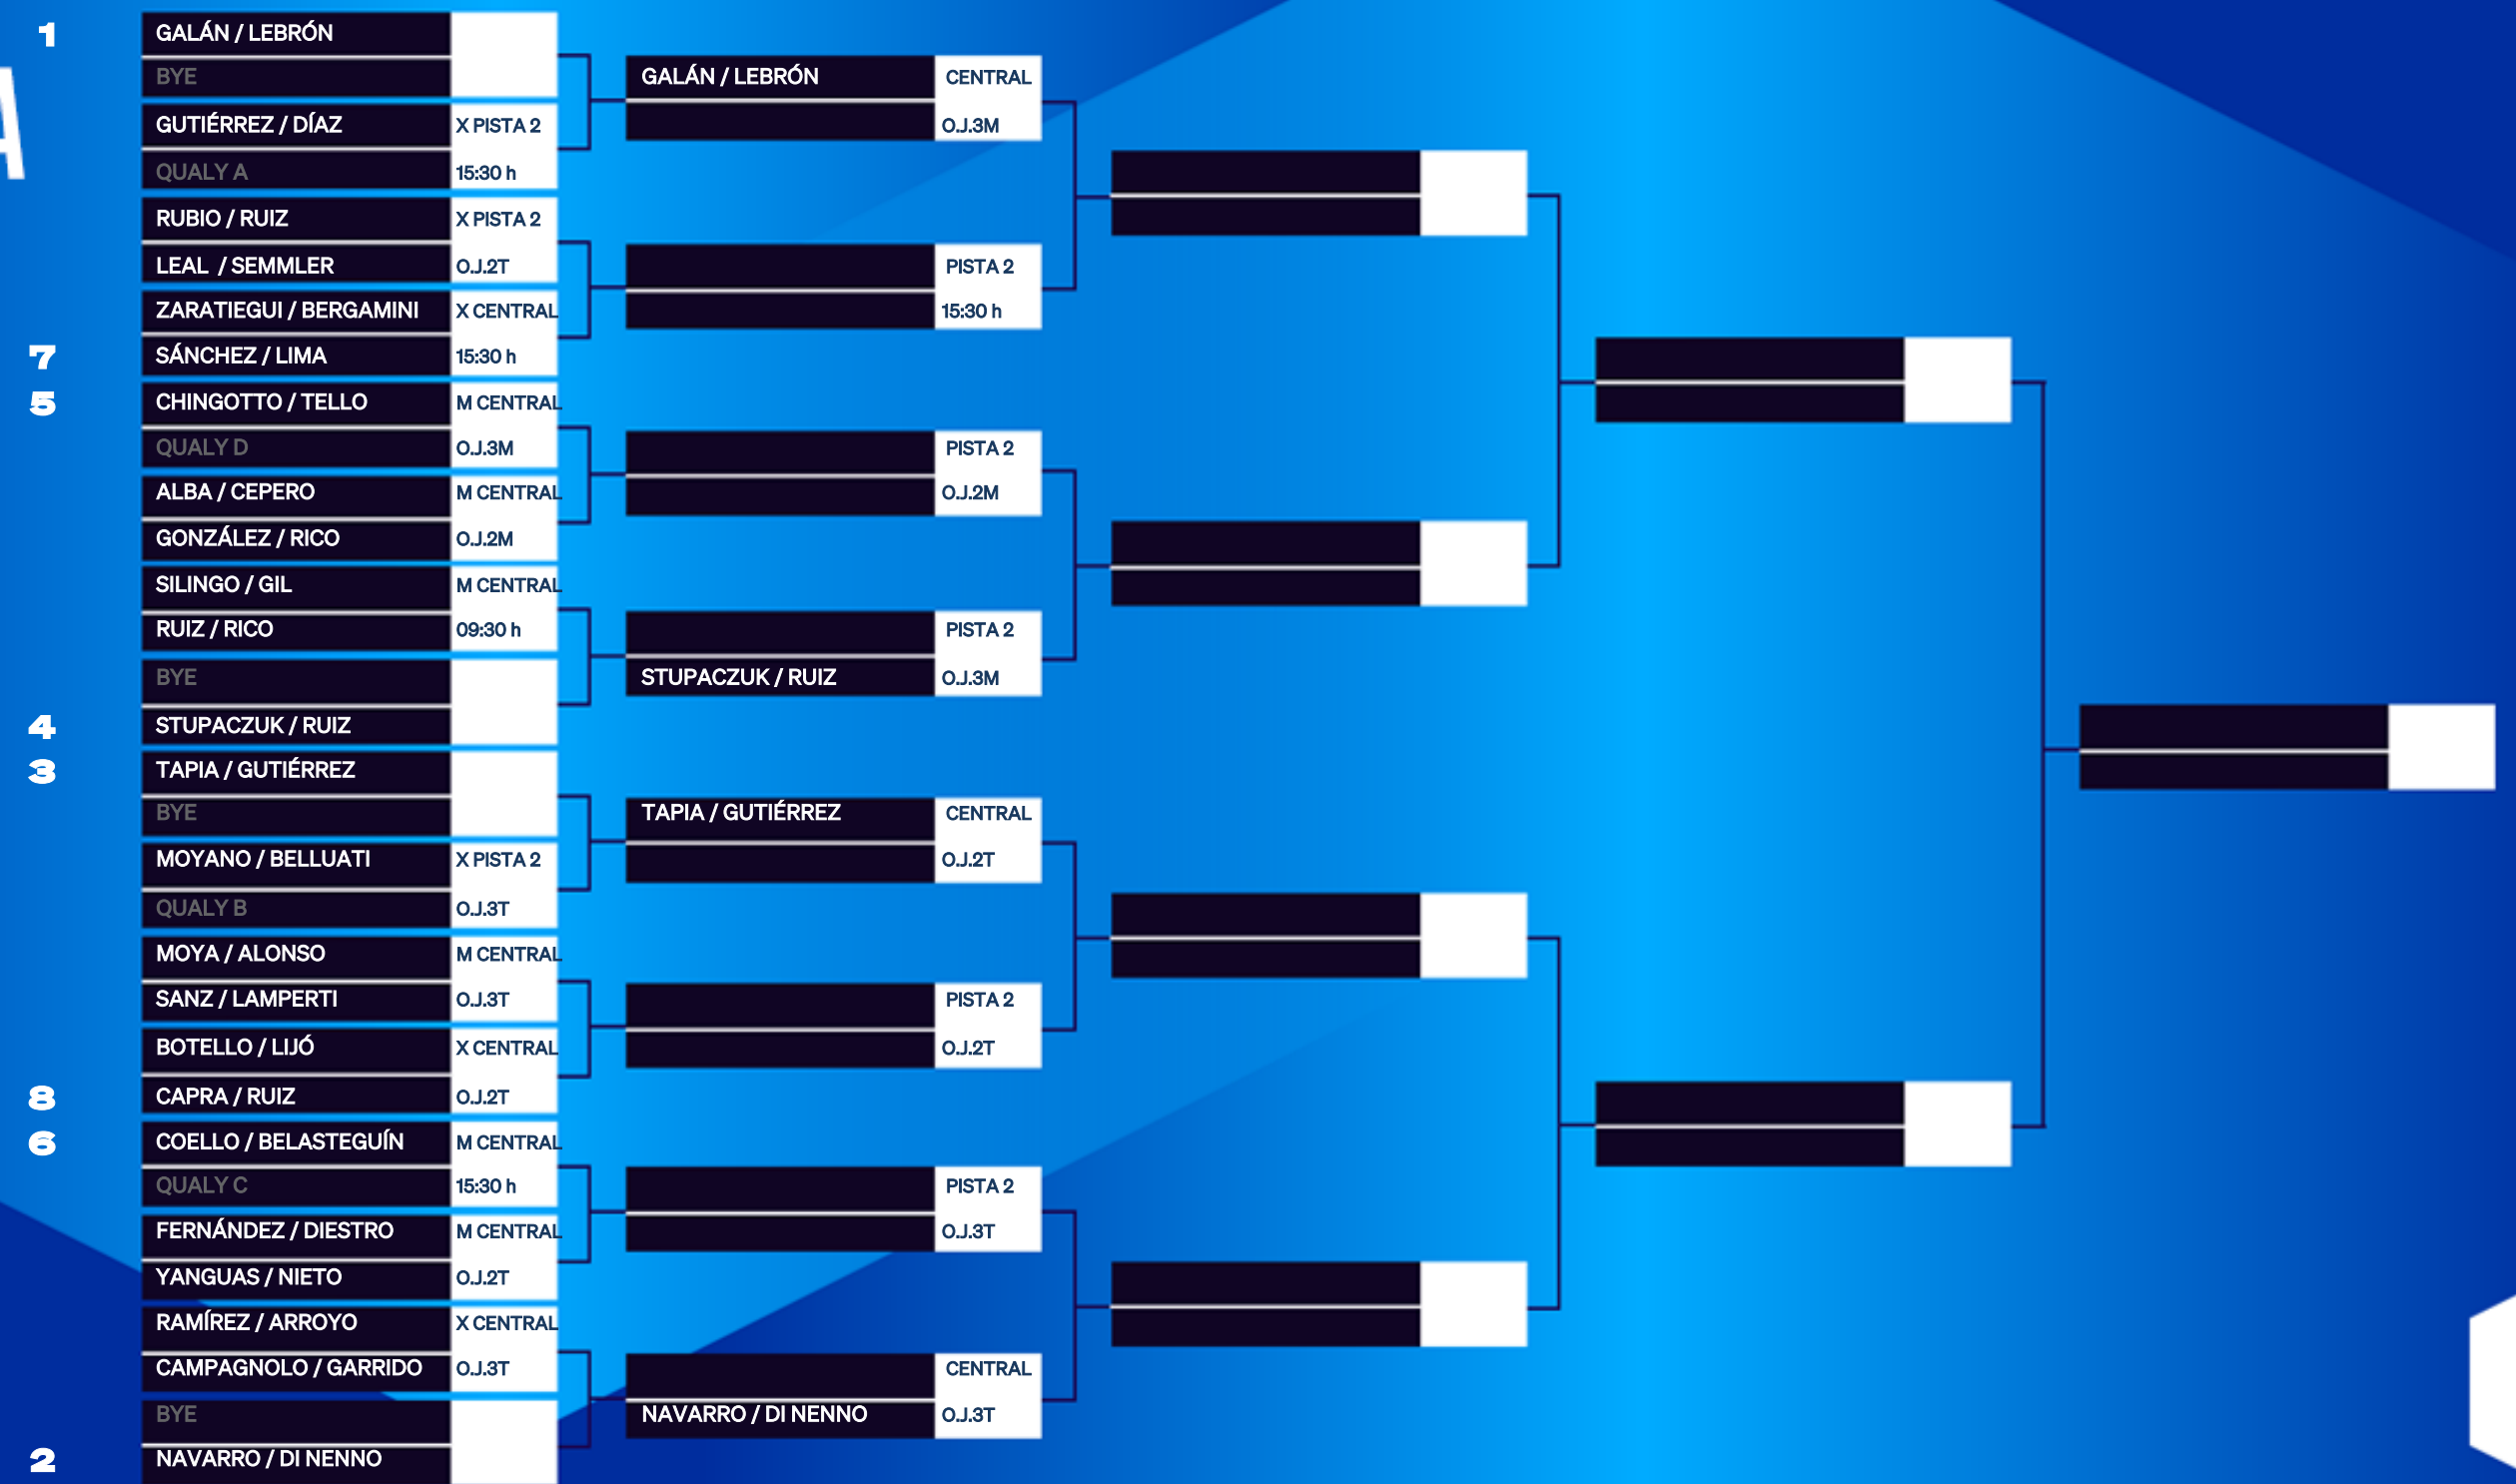 A
1
GALÁN / LEBRÓN
BYE
GUTIÉRREZ / DÍAZ X PISTA 2
QUALY A 15:30 h
RUBIO / RUIZ X PISTA 2
LEAL / SEMMLER O.J.2T
ZARATIEGUI / BERGAMINI X CENTRAL
7 SÁNCHEZ / LIMA 15:30 h
5 CHINGOTTO / TELLO M CENTRAL
QUALY D O.J.3M
ALBA / CEPERO M CENTRAL
GONZÁLEZ / RICO O.J.2M
SILINGO / GIL M CENTRAL
RUIZ / RICO 09:30 h
BYE
4 STUPACZUK / RUIZ
3 TAPIA / GUTIÉRREZ
BYE
MOYANO / BELLUATI X PISTA 2
QUALY B O.J.3T
MOYA / ALONSO M CENTRAL
SANZ / LAMPERTI O.J.3T
BOTELLO / LIJÓ X CENTRAL
8 CAPRA / RUIZ O.J.2T
6 COELLO / BELASTEGUÍN M CENTRAL
QUALY C 15:30 h
FERNÁNDEZ / DIESTRO M CENTRAL
YANGUAS / NIETO O.J.2T
RAMÍREZ / ARROYO X CENTRAL
CAMPAGNOLO / GARRIDO O.J.3T
BYE
2 NAVARRO / DI NENNO
GALÁN / LEBRÓN CENTRAL
O.J.3M
PISTA 2
15:30 h
PISTA 2
O.J.2M
PISTA 2
STUPACZUK / RUIZ O.J.3M
TAPIA / GUTIÉRREZ CENTRAL
O.J.2T
PISTA 2
O.J.2T
PISTA 2
O.J.3T
CENTRAL
NAVARRO / DI NENNO O.J.3T